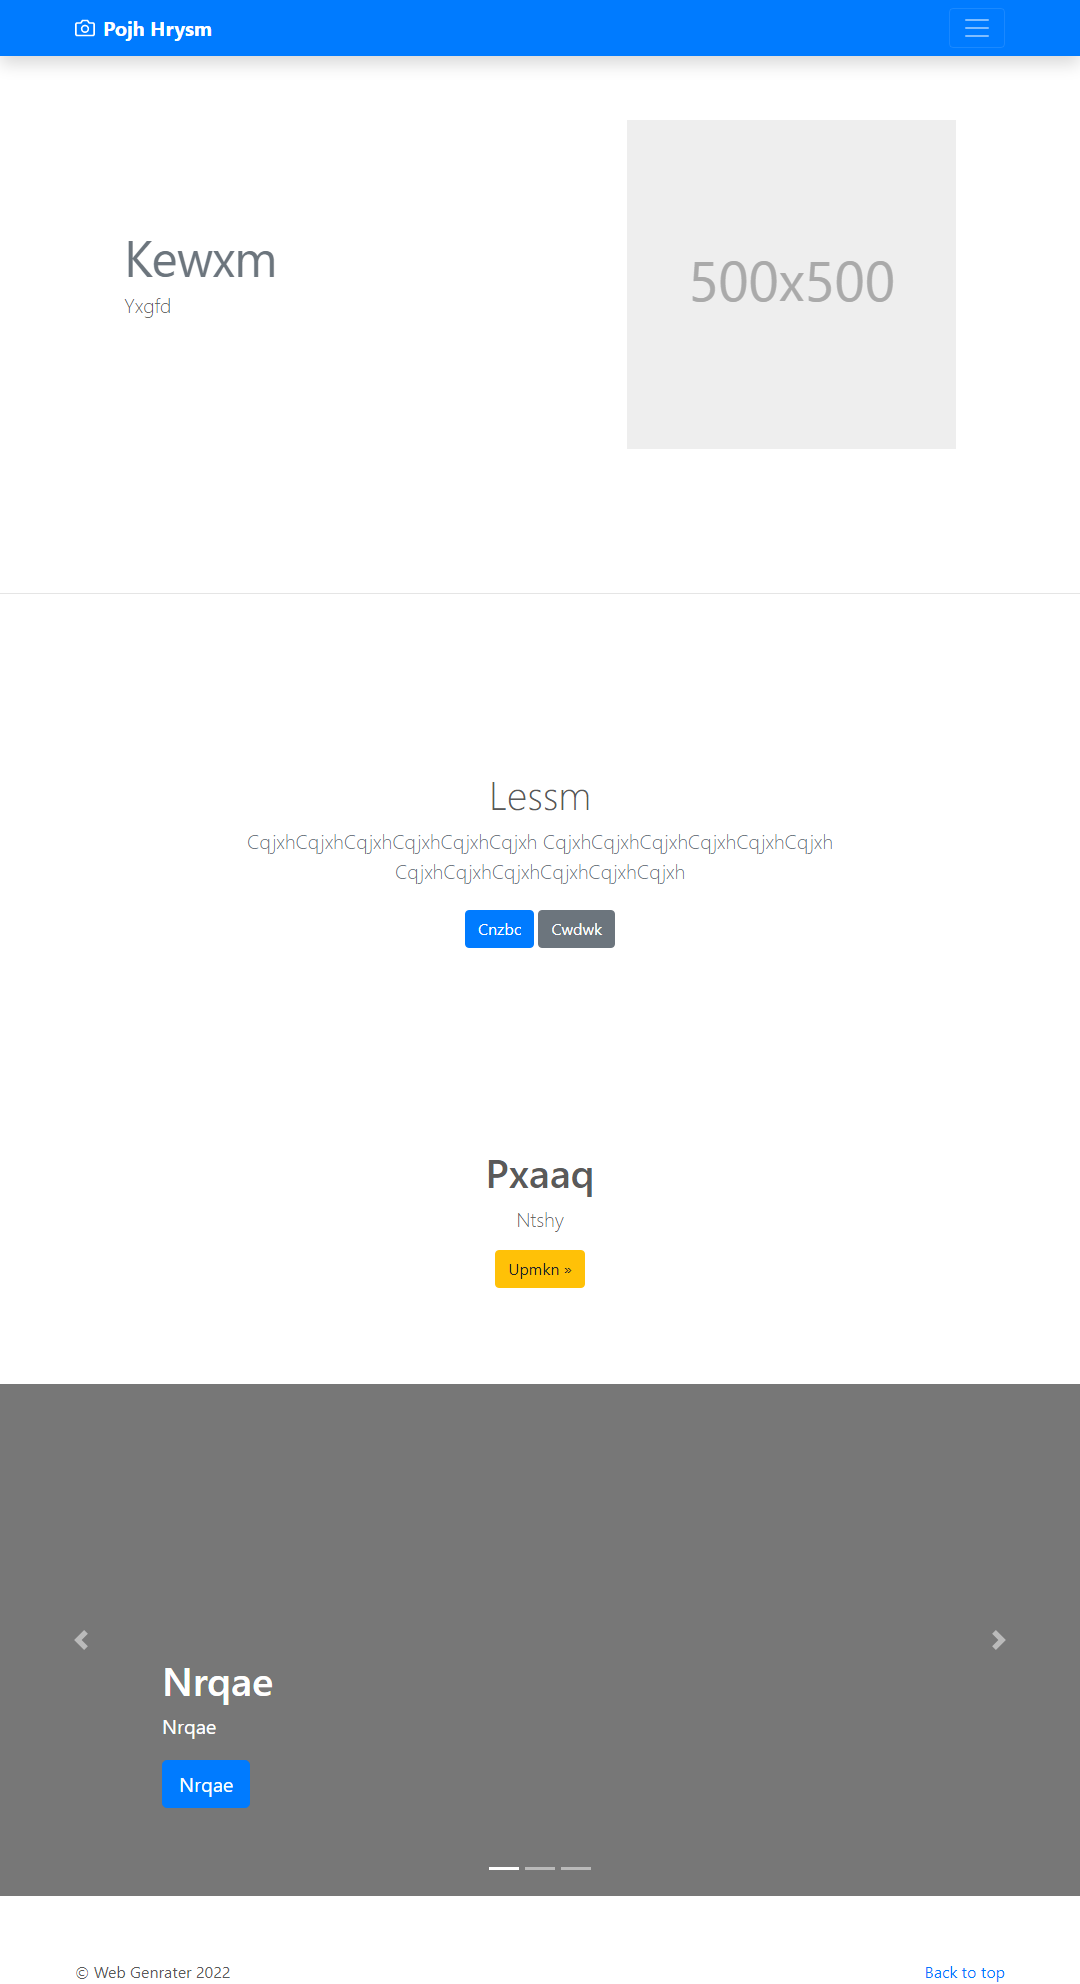 Pojh Hrysm
Kewxm
Yxgfd
500x500
Lessm
CqjxhCqjxhCqjxhCqjxhCqjxhCqjxh CqjxhCqjxhCqjxhCqjxhCqjxhCqjxh
CqjxhCqjxhCqjxhCqjxhCqjxhCqjxh
Cnzbc Cwdwk
Pxaaq
Ntshy
Upmkn »
Nrqae
Nrqae
Nrqae
© Web Genrater 2022 Back to top